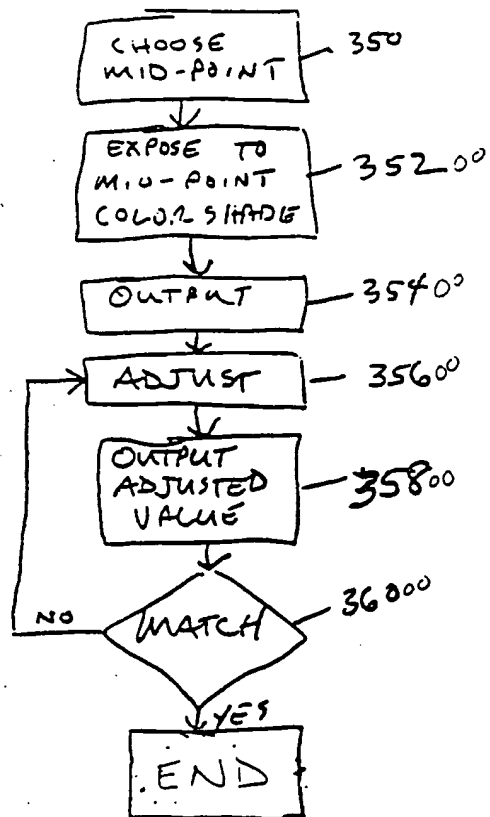 CHOOSE
MID-POINT
350
EXPOSE TO
MID-POINT
COLOR SHADE
35200
OUTPUT
35400
ADJUST
35600
OUTPUT
ADJUSTED
VALUE
35800
MATCH
36000
NO
YES
END